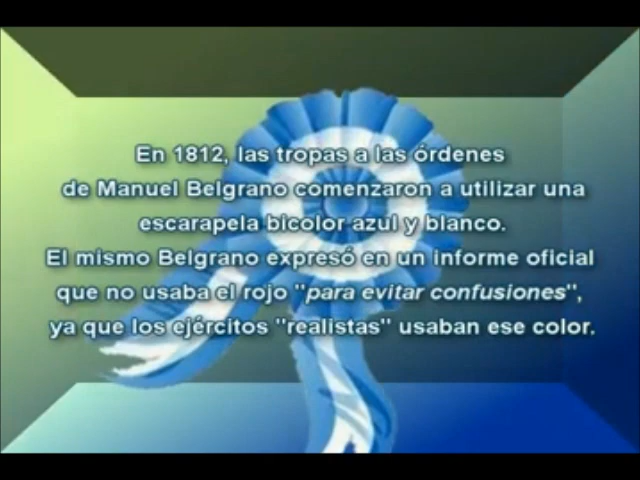 En 1812, las tropas a las órdenes
de Manuel Belgrano comenzaron a utilizar una
escarapela bicolor azul y blanco.
El mismo Belgrano expresó en un informe oficial
que no usaba el rojo "para evitar confusiones",
ya que los ejércitos "realistas" usaban ese color.